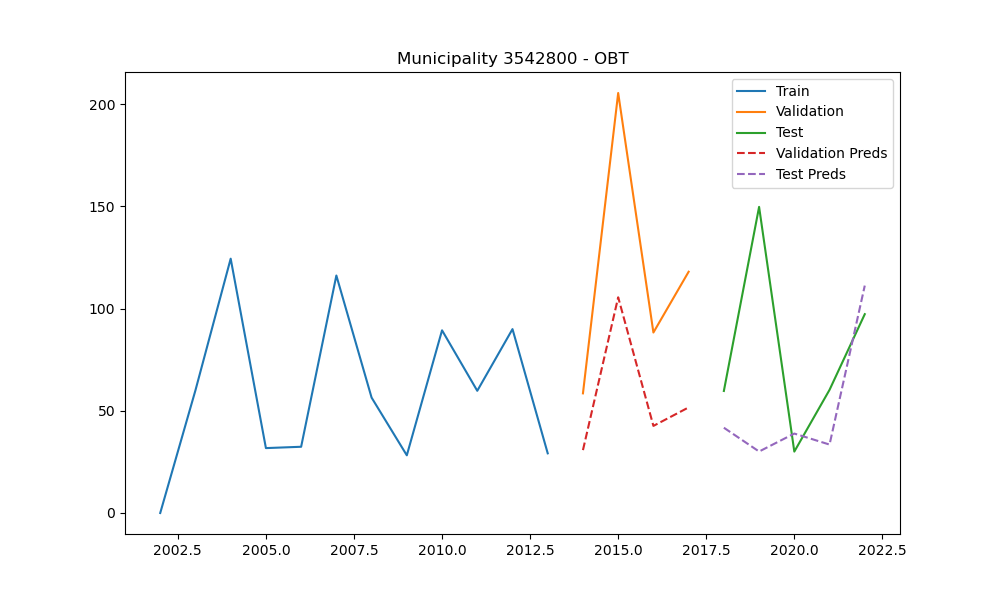 Municipality 3542800 - OBT
Train
Validation
Test
Validation Preds
Test Preds
200
150
100
50
0
2002.5 2005.0 2007.5 2010.0 2012.5 2015.0 2017.5 2020.0 2022.5